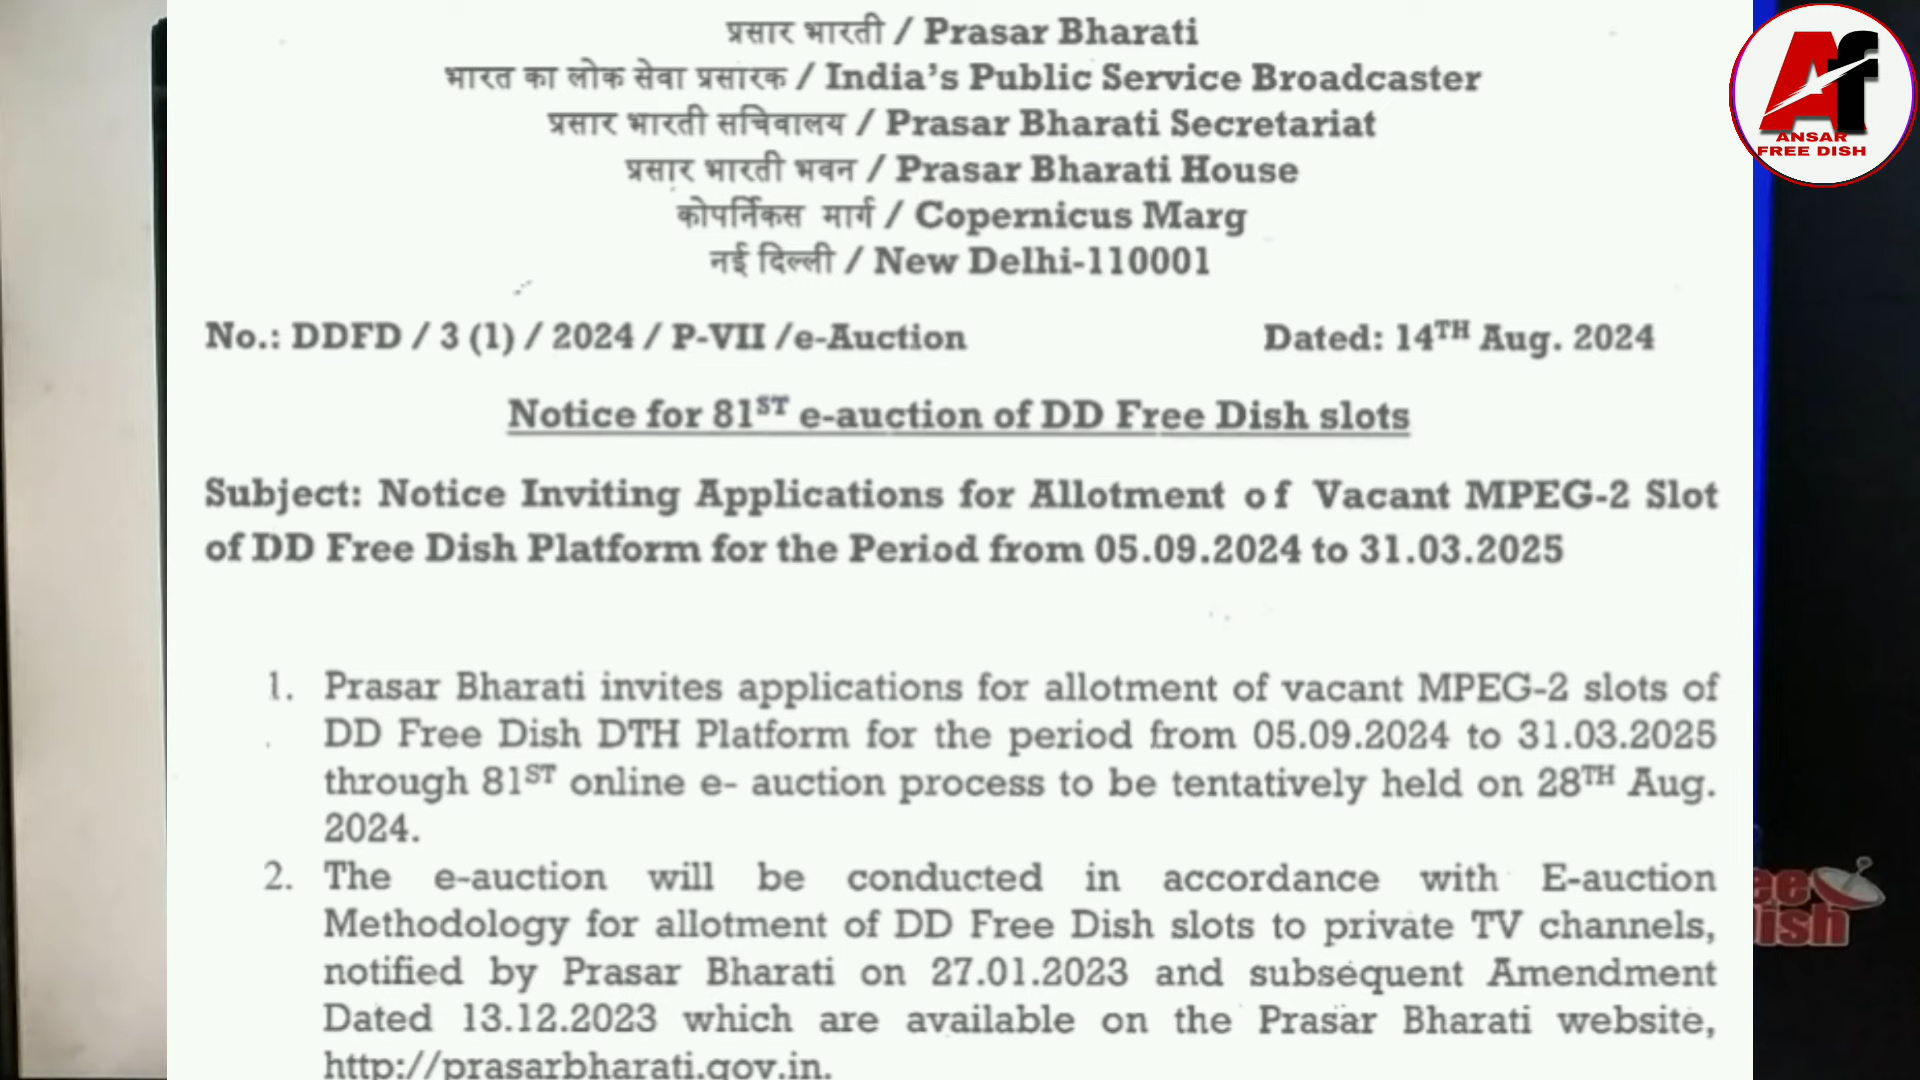 प्रसार भारती / Prasar Bharati
भारत का लोक सेवा प्रसारक / India's Public Service Broadcaster
प्रसार भारती सचिवालय / Prasar Bharati Secretariat
प्रसार भारती भवन / Prasar Bharati House
कोपर्निकस मार्ग / Copernicus Marg
नई दिल्ली / New Delhi-110001
No.: DDFD / 3 (1) / 2024 / P-VII /e-Auction Dated: 14TH Aug. 2024
Notice for 81ST e-auction of DD Free Dish slots
Subject: Notice Inviting Applications for Allotment of Vacant MPEG-2 Slot
of DD Free Dish Platform for the Period from 05.09.2024 to 31.03.2025
1. Prasar Bharati invites applications for allotment of vacant MPEG-2 slots of
DD Free Dish DTH Platform for the period from 05.09.2024 to 31.03.2025
through 81ST online e- auction process to be tentatively held on 28TH Aug.
2024.
2. The e-auction will be conducted in accordance with E-auction
Methodology for allotment of DD Free Dish slots to private TV channels,
notified by Prasar Bharati on 27.01.2023 and subsequent Amendment
Dated 13.12.2023 which are available on the Prasar Bharati website,
http://prasarbharati.gov.in.
Af
ANSAR
FREE DISH
ee
ish